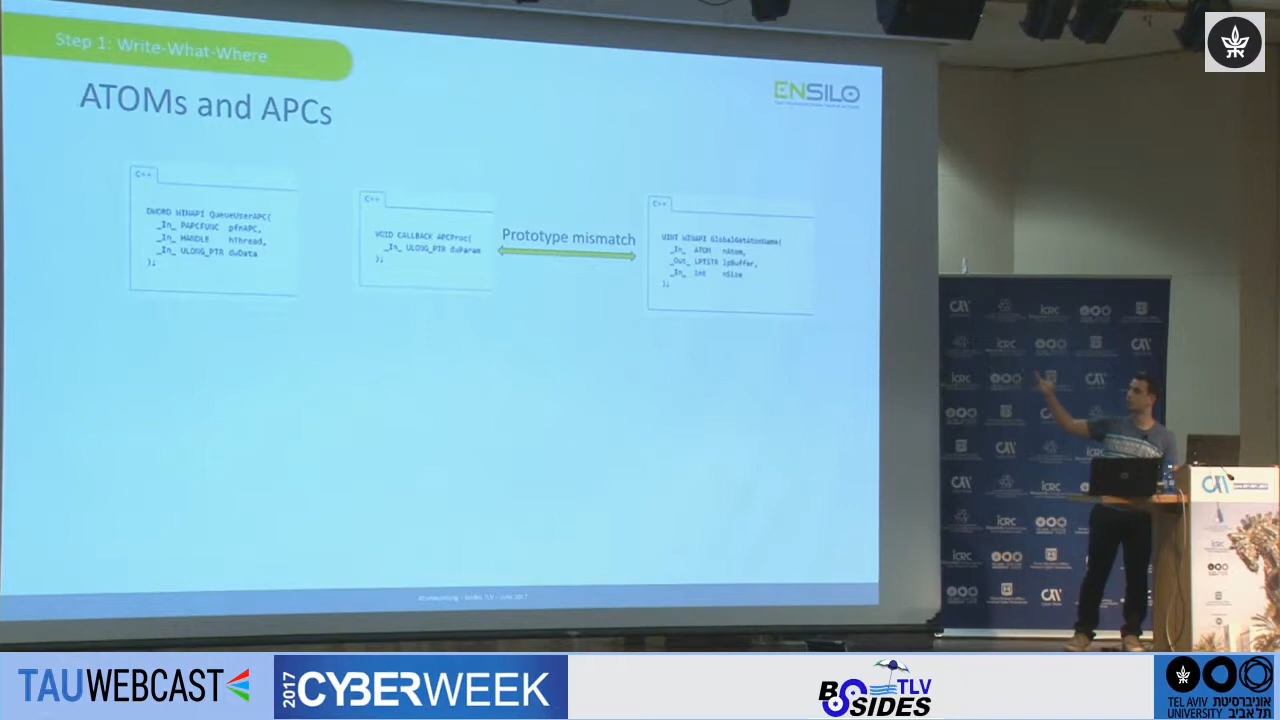 Step 1: Write-What-Where
ATOMs and APCs
ENSILO
C++
DWORD WINAPI QueueUserAPC(
_In_ PAPCFUNC pfnAPC,
_In_ HANDLE hThread,
_In_ ULONG_PTR dwData
);
C++
VOID CALLBACK APCProc(
_In_ ULONG_PTR dwParam
);
Prototype mismatch
C++
UINT WINAPI GlobalGetAtomName(
_In_ ATOM nAtom,
_Out_ LPTSTR lpBuffer,
_In_ int nSize
);
TAUWEBCAST
2017
CYBERWEEK
BSIDES
TLV
TEL AVIV
UNIVERSITY
אוניברסיטת
תל אביב